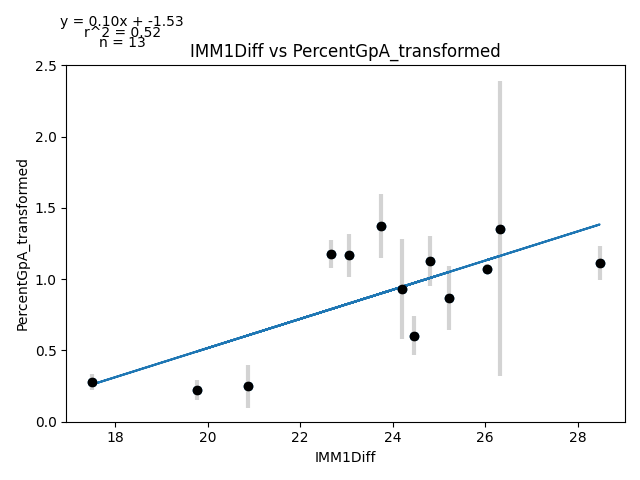 y = 0.10x + -1.53
r^2 = 0.52
n = 13
IMM1Diff vs PercentGpA_transformed
2.5
2.0
1.5
1.0
0.5
0.0
PercentGpA_transformed
18 20 22 24 26 28
IMM1Diff